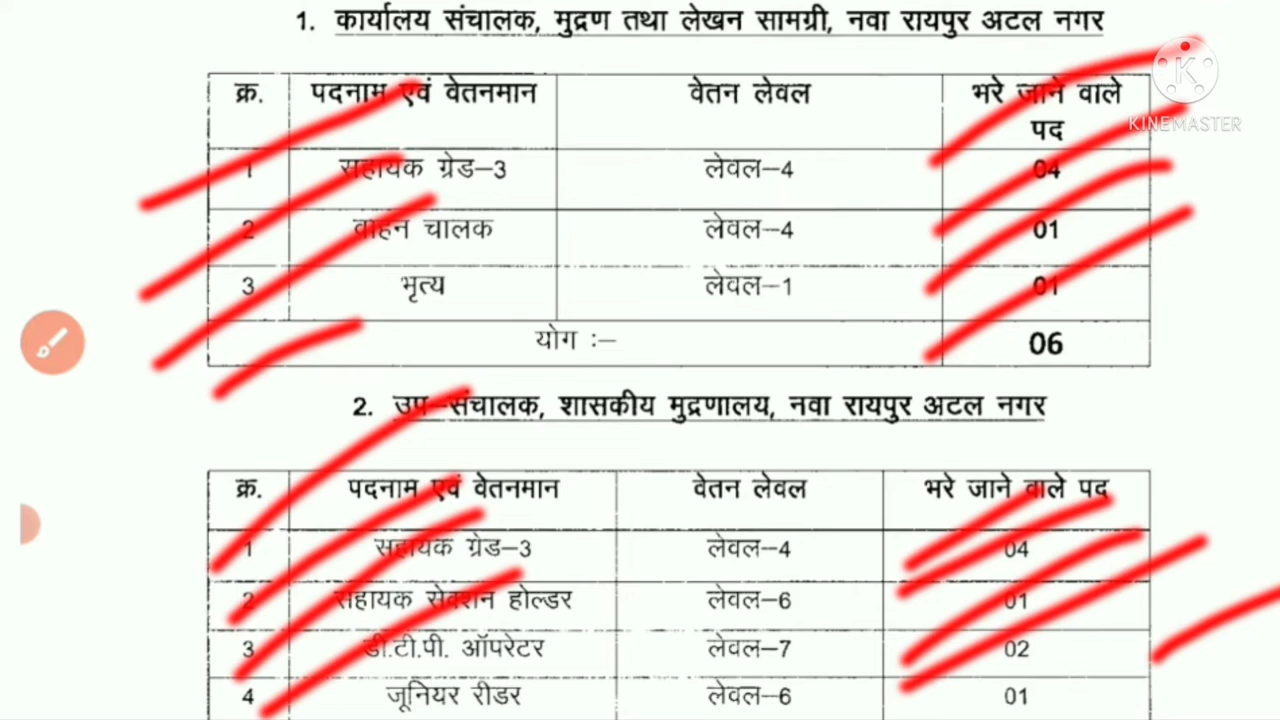 1. कार्यालय संचालक, मुद्रण तथा लेखन सामग्री, नवा रायपुर अटल नगर
क्र. पदनाम एवं वेतनमान वेतन लेवल भरे जाने वाले पद
1 सहायक ग्रेड–3 लेवल–4 04
2 वाहन चालक लेवल–4 01
3 भृत्य लेवल–1 01
योग :– 06
2. उप–संचालक, शासकीय मुद्रणालय, नवा रायपुर अटल नगर
क्र. पदनाम एवं वेतनमान वेतन लेवल भरे जाने वाले पद
1 सहायक ग्रेड–3 लेवल–4 04
2 सहायक सेक्शन होल्डर लेवल–6 01
3 डी.टी.पी. ऑपरेटर लेवल–7 02
4 जूनियर रीडर लेवल–6 01
K
KINEMASTER